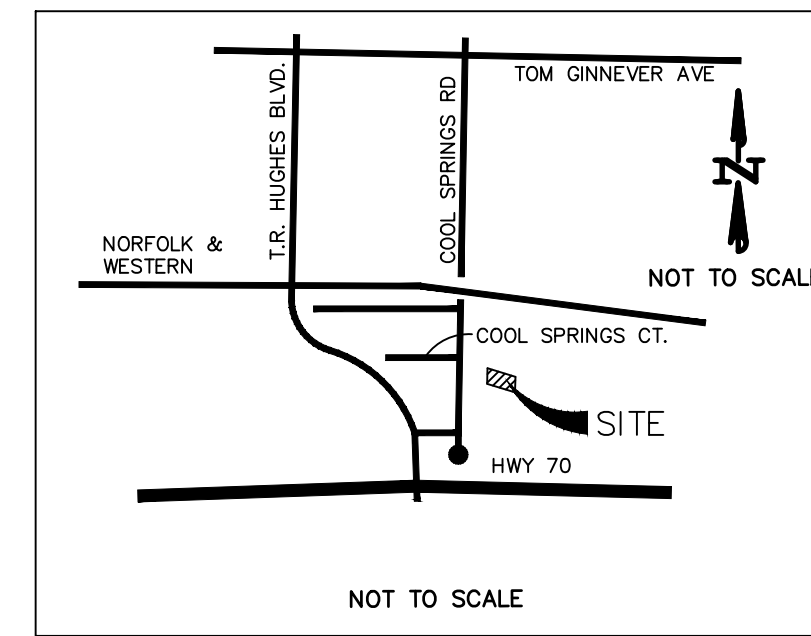 TOM GINNEVER AVE
T.R. HUGHES BLVD.
COOL SPRINGS RD
N
NORFOLK &
WESTERN
NOT TO SCAL
COOL SPRINGS CT.
SITE
HWY 70
NOT TO SCALE